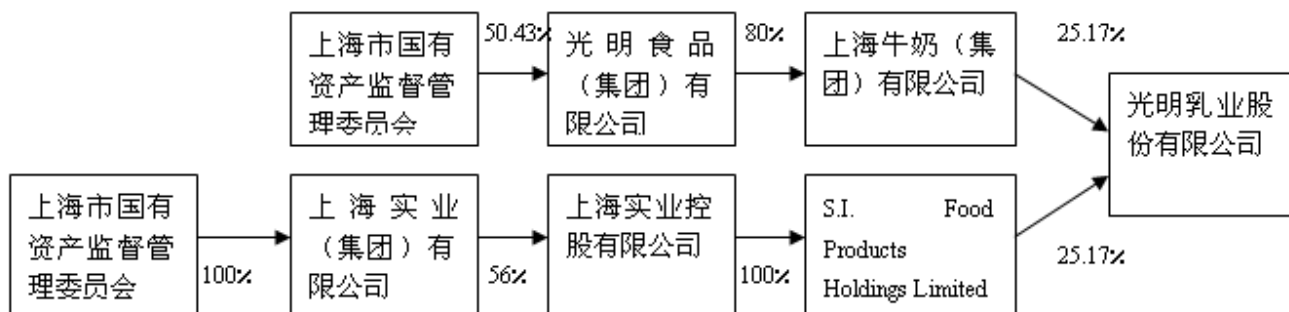 50.43%
80%
25.17%
上海市国有
资产监督管
理委员会
光明食品
（集团）有
限公司
上海牛奶（集
团）有限公司
光明乳业股
份有限公司
上海市国有
资产监督管
理委员会
100%
上海实业
（集团）有
限公司
56%
上海实业控
股有限公司
100%
S.I. Food
Products
Holdings Limited
25.17%